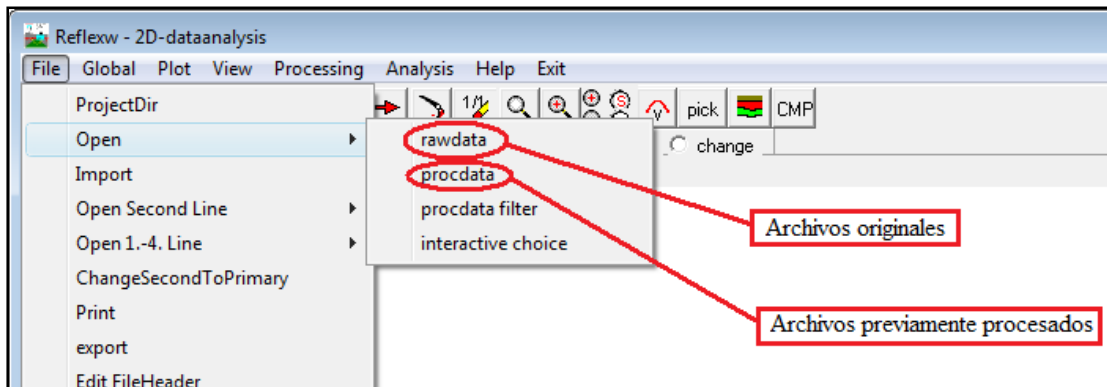 Reflexw - 2D-dataanalysis
File Global Plot View Processing Analysis Help Exit
ProjectDir
Open
Import
Open Second Line
Open 1.-4. Line
ChangeSecondToPrimary
Print
export
Edit FileHeader
rawdata
procdata
procdata filter
interactive choice
pick
CMP
change
Archivos originales
Archivos previamente procesados